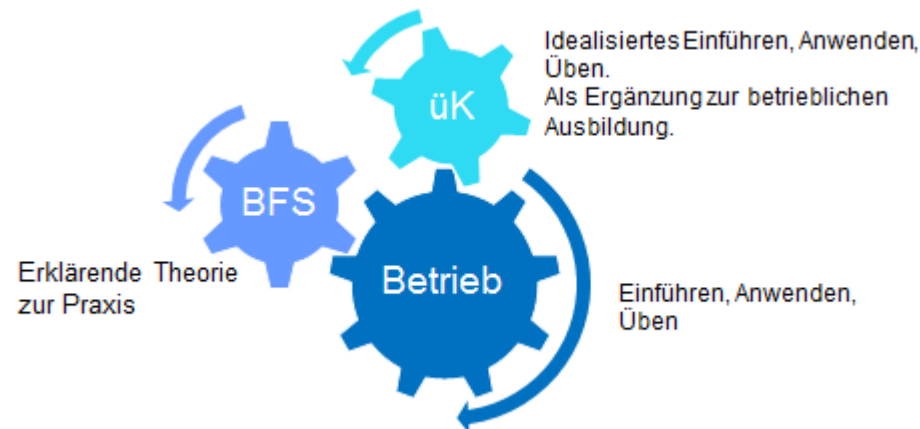 Idealisiertes Einführen, Anwenden,
Üben.
Als Ergänzung zur betrieblichen
Ausbildung.
üK
BFS
Erklärende Theorie
zur Praxis
Betrieb
Einführen, Anwenden,
Üben